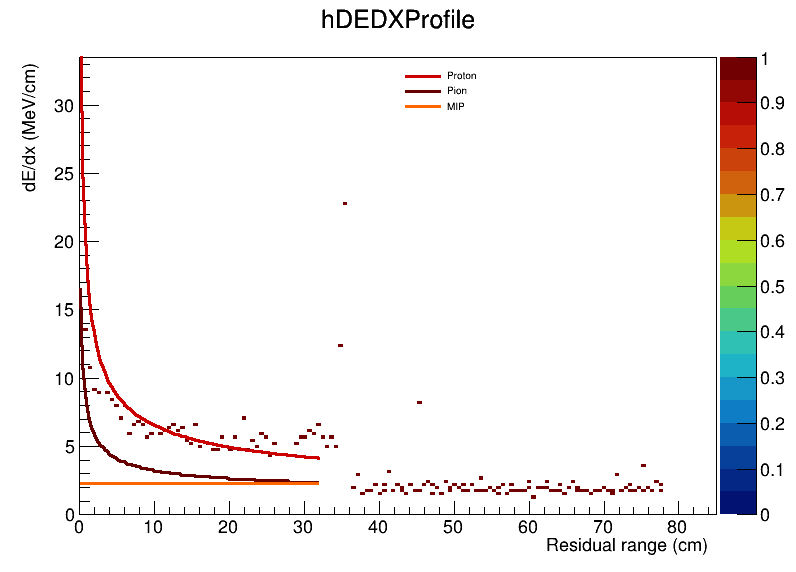 hDEDXProfile
dE/dx (MeV/cm)
Proton
Pion
MIP
30
25
20
15
10
5
0
0 10 20 30 40 50 60 70 80
Residual range (cm)
1
0.9
0.8
0.7
0.6
0.5
0.4
0.3
0.2
0.1
0